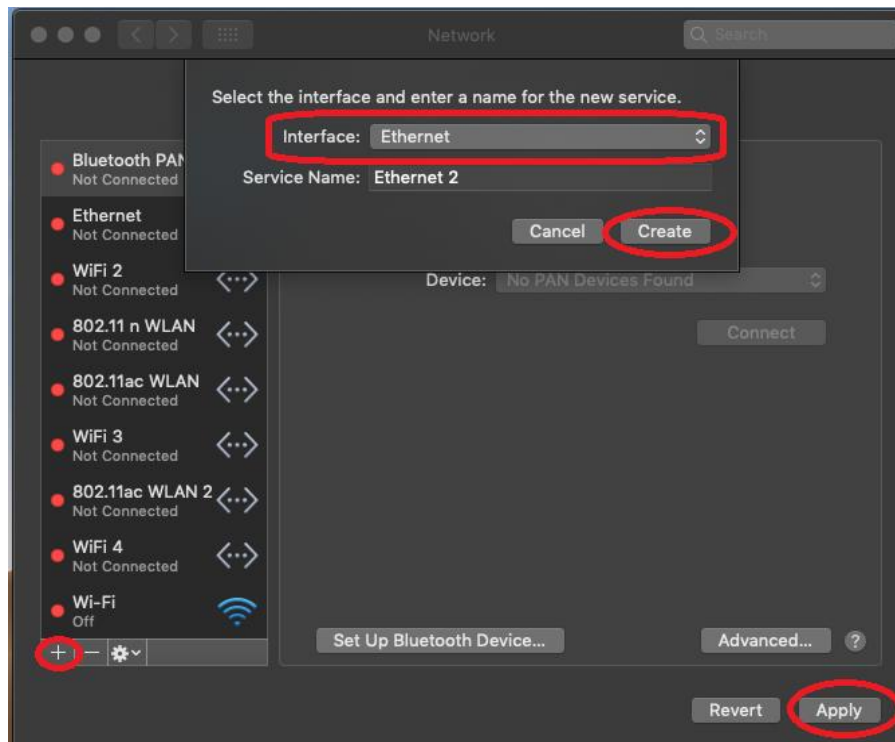 Network
Search
Select the interface and enter a name for the new service.
Interface: Ethernet
Service Name: Ethernet 2
Cancel Create
Bluetooth PAN
Not Connected
Ethernet
Not Connected
WiFi 2
Not Connected
802.11 n WLAN
Not Connected
802.11ac WLAN
Not Connected
WiFi 3
Not Connected
802.11ac WLAN 2
Not Connected
WiFi 4
Not Connected
Wi-Fi
Off
Device: No PAN Devices Found
Connect
Set Up Bluetooth Device... Advanced... ?
Revert Apply